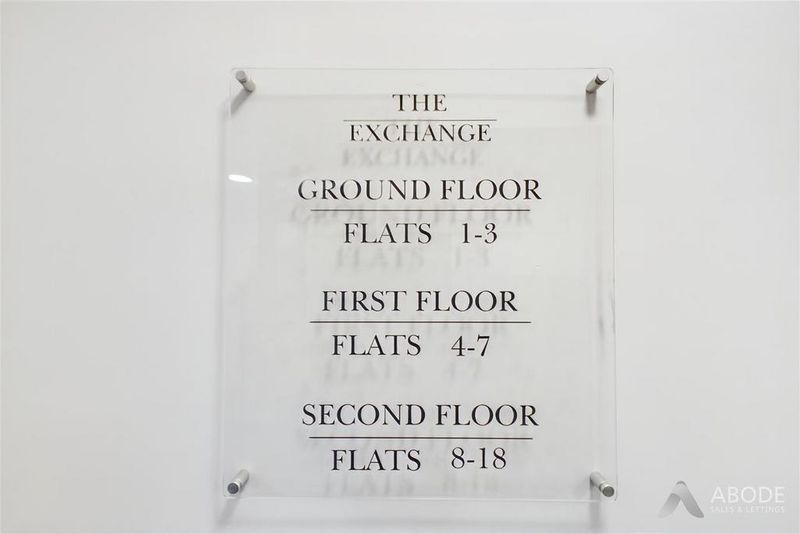 THE
EXCHANGE
GROUND FLOOR
FLATS 1-3
FIRST FLOOR
FLATS 4-7
SECOND FLOOR
FLATS 8-18
ABODE
SALES & LETTINGS